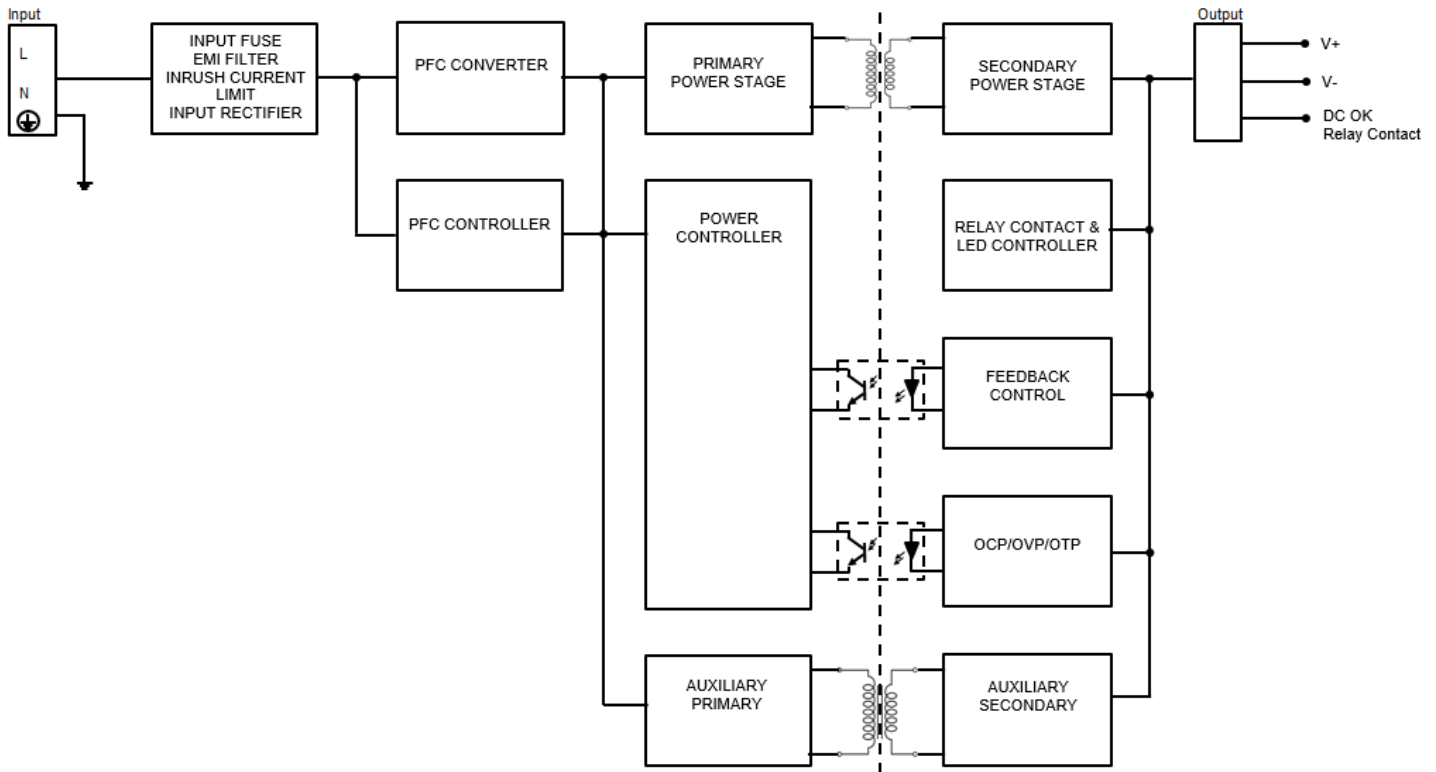 Input
L
N
INPUT FUSE
EMI FILTER
INRUSH CURRENT
LIMIT
INPUT RECTIFIER
PFC CONVERTER
PFC CONTROLLER
PRIMARY
POWER STAGE
POWER
CONTROLLER
AUXILIARY
PRIMARY
SECONDARY
POWER STAGE
RELAY CONTACT &
LED CONTROLLER
FEEDBACK
CONTROL
OCP/OVP/OTP
AUXILIARY
SECONDARY
Output
V+
V-
DC OK
Relay Contact